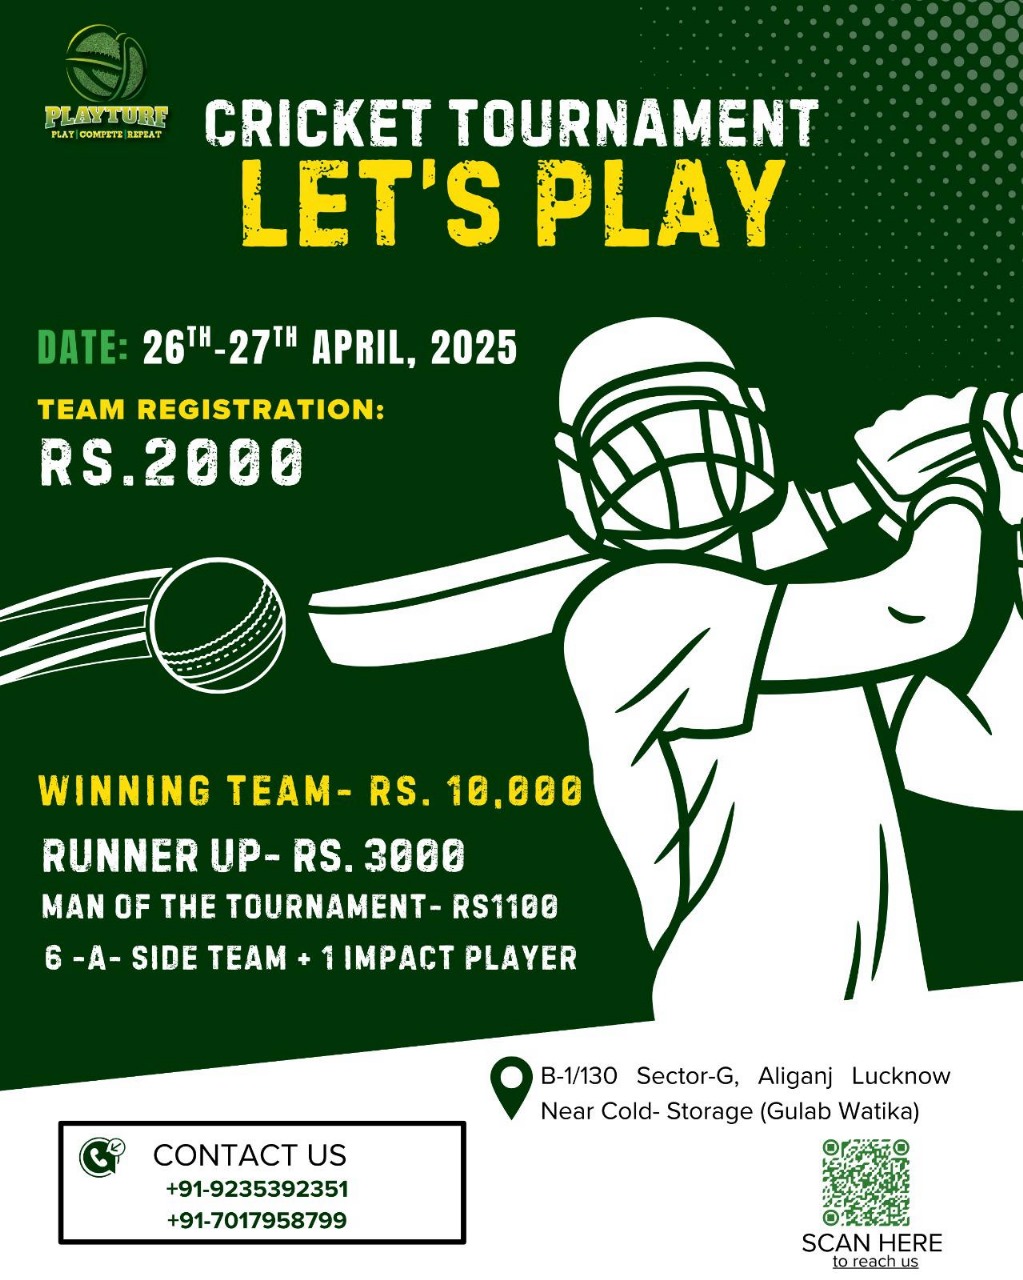 PLAYTURF
PLAY | COMPETE | REPEAT
CRICKET TOURNAMENT
LET'S PLAY
DATE: 26TH-27TH APRIL, 2025
TEAM REGISTRATION:
RS.2000
WINNING TEAM- RS. 10,000
RUNNER UP- RS. 3000
MAN OF THE TOURNAMENT- RS1100
6 -A- SIDE TEAM + 1 IMPACT PLAYER
B-1/130 Sector-G, Aliganj Lucknow
Near Cold- Storage (Gulab Watika)
CONTACT US
+91-9235392351
+91-7017958799
SCAN HERE
to reach us